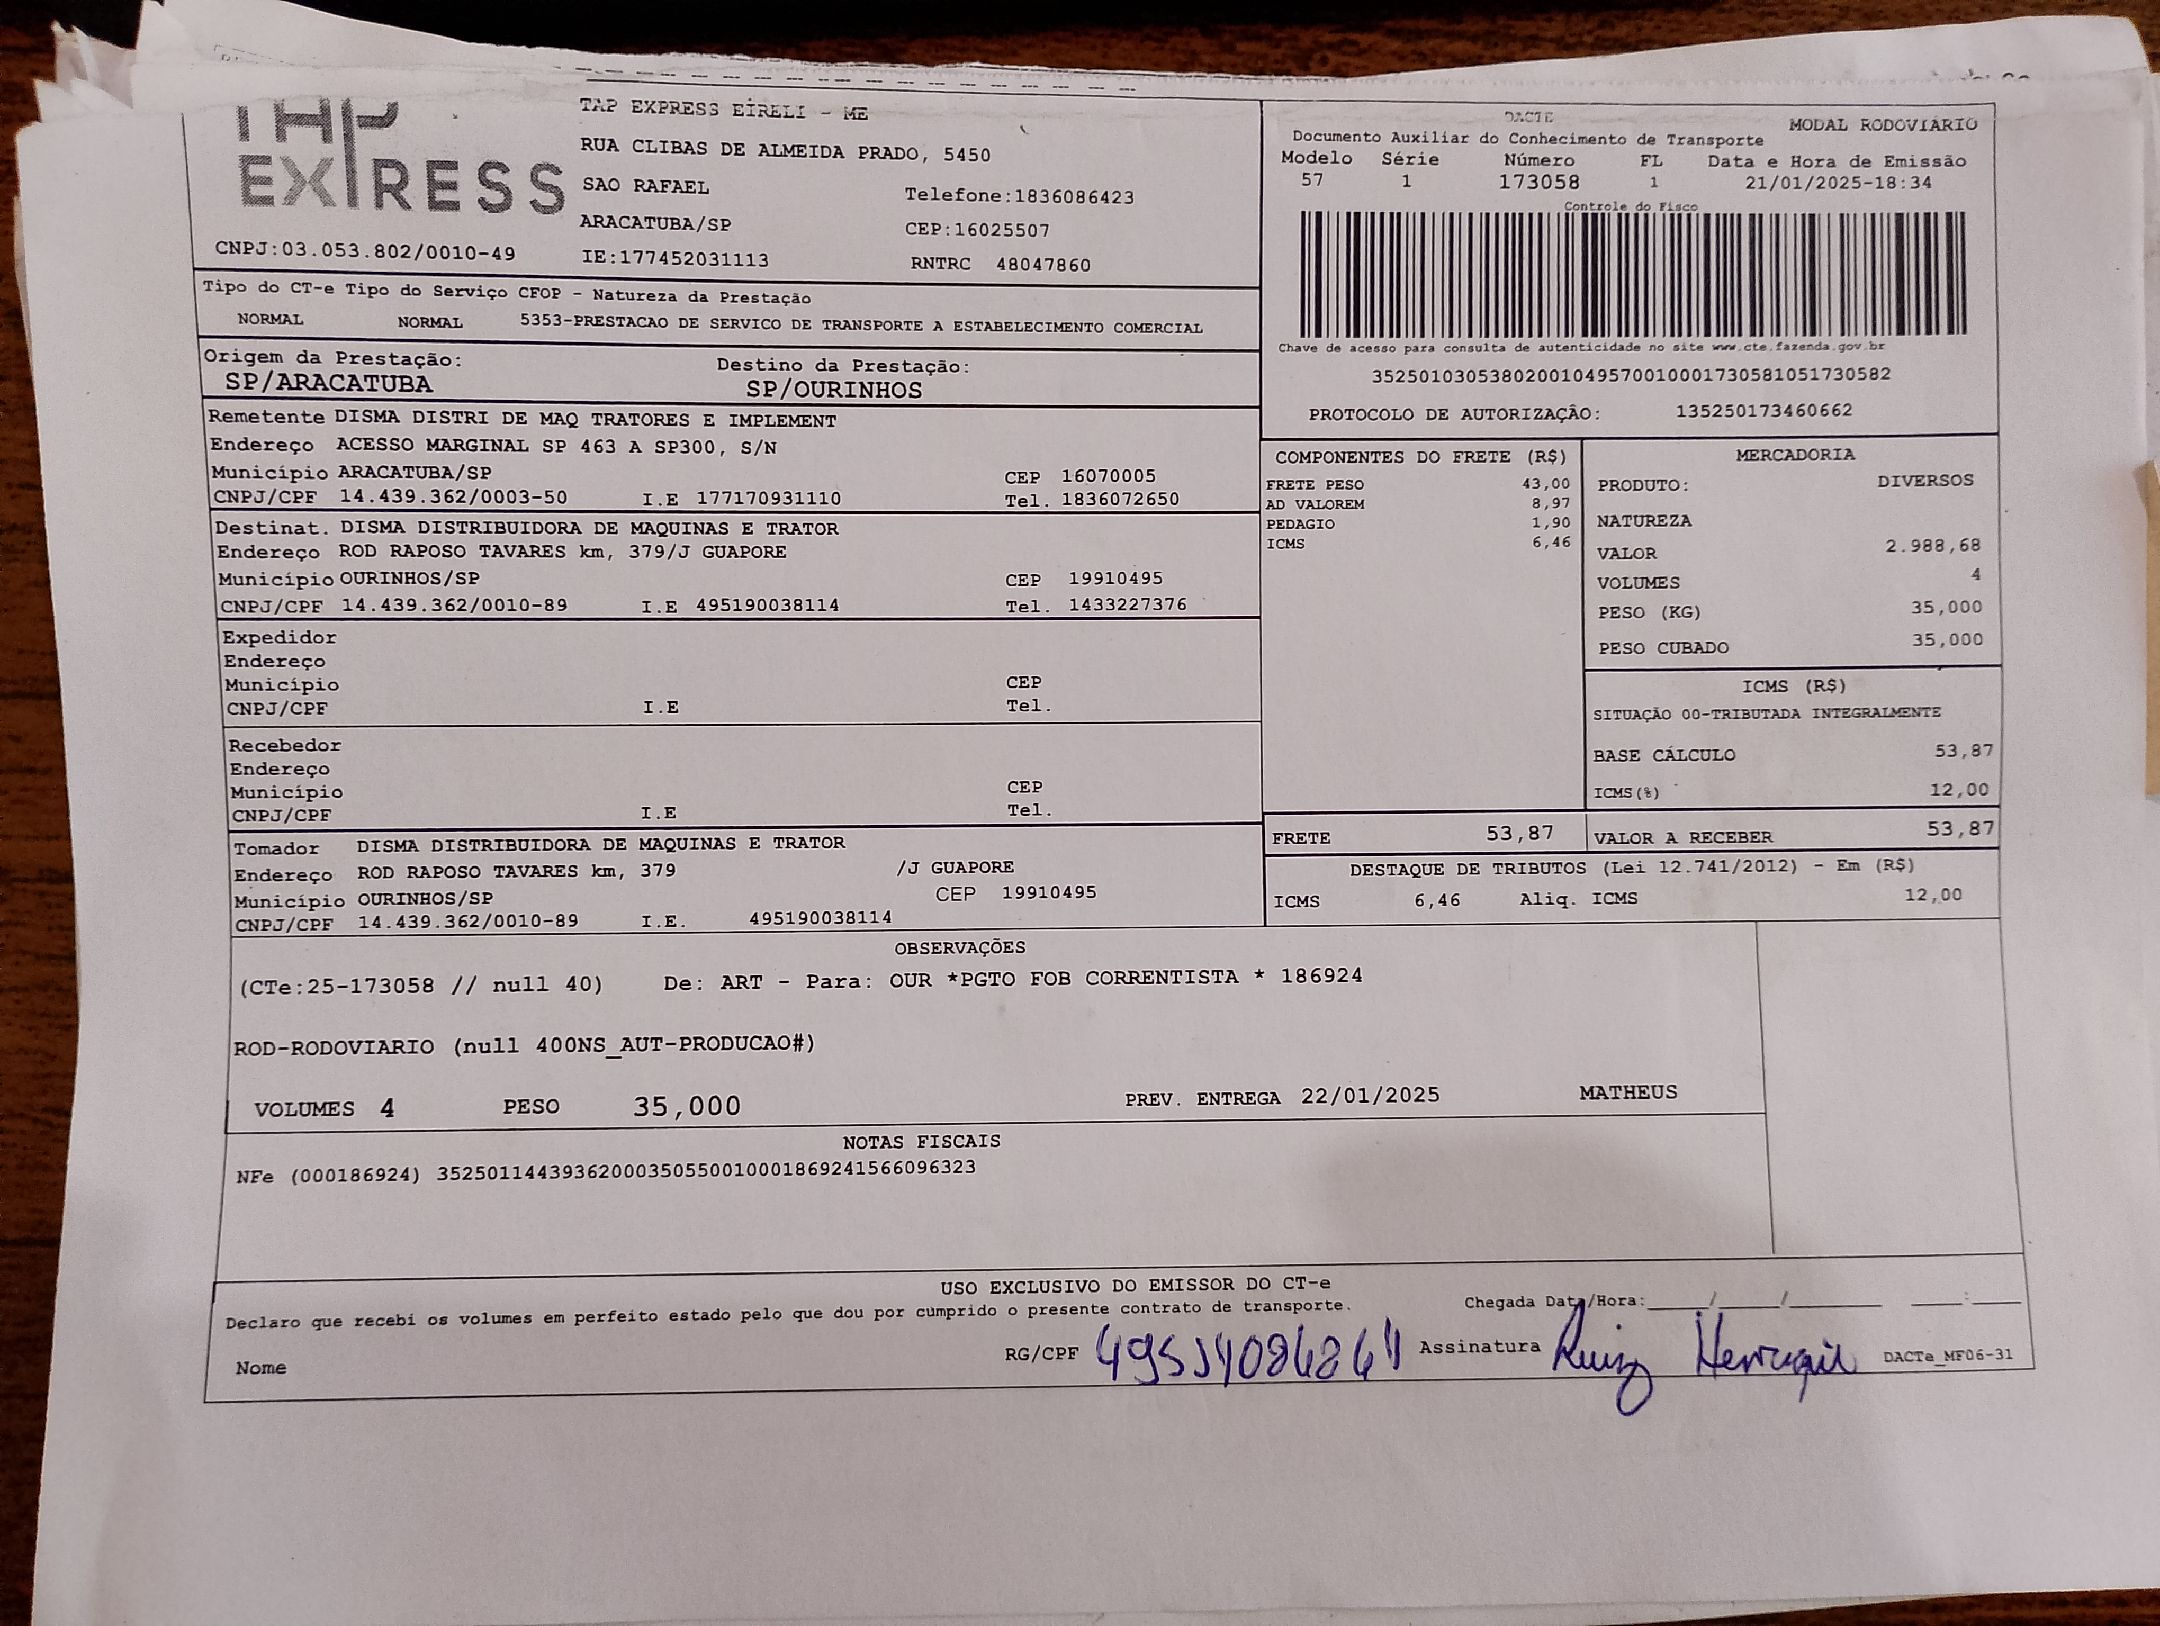 TAP
EXPRESS
CNPJ:03.053.802/0010-49
TAP EXPRESS EIRELI - ME
RUA CLIBAS DE ALMEIDA PRADO, 5450
SAO RAFAEL
Telefone:1836086423
ARACATUBA/SP
CEP:16025507
IE:177452031113
RNTRC 48047860
DACTE
MODAL RODOVIARIO
Documento Auxiliar do Conhecimento de Transporte
Modelo Série Número FL Data e Hora de Emissão
57 1 173058 1 21/01/2025-18:34
Controle do Fisco
Chave de acesso para consulta de autenticidade no site www.cte.fazenda.gov.br
35250103053802001049570010001730581051730582
PROTOCOLO DE AUTORIZAÇÃO: 135250173460662
Tipo do CT-e Tipo do Serviço CFOP - Natureza da Prestação
NORMAL NORMAL 5353-PRESTACAO DE SERVICO DE TRANSPORTE A ESTABELECIMENTO COMERCIAL
Origem da Prestação: Destino da Prestação:
SP/ARACATUBA SP/OURINHOS
Remetente DISMA DISTRI DE MAQ TRATORES E IMPLEMENT
Endereço ACESSO MARGINAL SP 463 A SP300, S/N
Município ARACATUBA/SP CEP 16070005
CNPJ/CPF 14.439.362/0003-50 I.E 177170931110 Tel. 1836072650
Destinat. DISMA DISTRIBUIDORA DE MAQUINAS E TRATOR
Endereço ROD RAPOSO TAVARES km, 379/J GUAPORE
Município OURINHOS/SP CEP 19910495
CNPJ/CPF 14.439.362/0010-89 I.E 495190038114 Tel. 1433227376
Expedidor
Endereço
Município CEP
CNPJ/CPF I.E Tel.
Recebedor
Endereço
Município CEP
CNPJ/CPF I.E Tel.
Tomador DISMA DISTRIBUIDORA DE MAQUINAS E TRATOR
Endereço ROD RAPOSO TAVARES km, 379 /J GUAPORE
Município OURINHOS/SP CEP 19910495
CNPJ/CPF 14.439.362/0010-89 I.E. 495190038114
COMPONENTES DO FRETE (R$)
FRETE PESO 43,00
AD VALOREM 8,97
PEDAGIO 1,90
ICMS 6,46
MERCADORIA
PRODUTO: DIVERSOS
NATUREZA
VALOR 2.988,68
VOLUMES 4
PESO (KG) 35,000
PESO CUBADO 35,000
ICMS (R$)
SITUAÇÃO 00-TRIBUTADA INTEGRALMENTE
BASE CÁLCULO 53,87
ICMS(%) 12,00
FRETE 53,87 VALOR A RECEBER 53,87
DESTAQUE DE TRIBUTOS (Lei 12.741/2012) - Em (R$)
ICMS 6,46 Aliq. ICMS 12,00
OBSERVAÇÕES
(CTe:25-173058 // null 40) De: ART - Para: OUR *PGTO FOB CORRENTISTA * 186924
ROD-RODOVIARIO (null 400NS_AUT-PRODUCAO#)
VOLUMES 4 PESO 35,000 PREV. ENTREGA 22/01/2025 MATHEUS
NOTAS FISCAIS
NFe (000186924) 35250114439362000350550010001869241566096323
USO EXCLUSIVO DO EMISSOR DO CT-e
Declaro que recebi os volumes em perfeito estado pelo que dou por cumprido o presente contrato de transporte.
Chegada Data/Hora:____/____/______ ___:___
Nome RG/CPF Assinatura DACTe_MF06-31